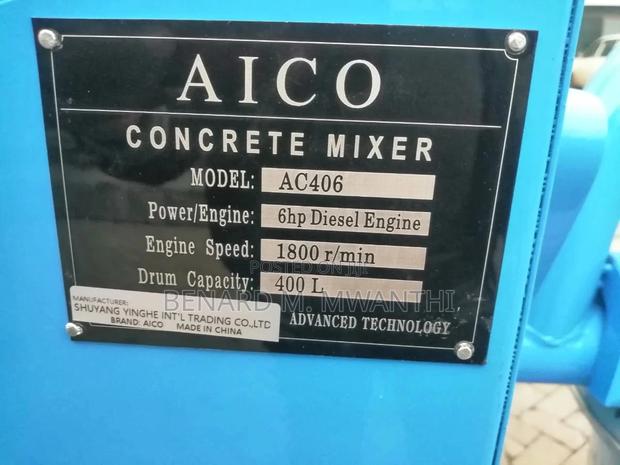 AICO
CONCRETE MIXER
MODEL: AC406
Power/Engine: 6hp Diesel Engine
Engine Speed: 1800 r/min
Drum Capacity: 400 L
POSTED ON jiji
BENARD M. MWANTHI
MANUFACTURER:
SHUYANG YINGHE INT'L TRADING CO.,LTD
BRAND: AICO MADE IN CHINA
ADVANCED TECHNOLOGY